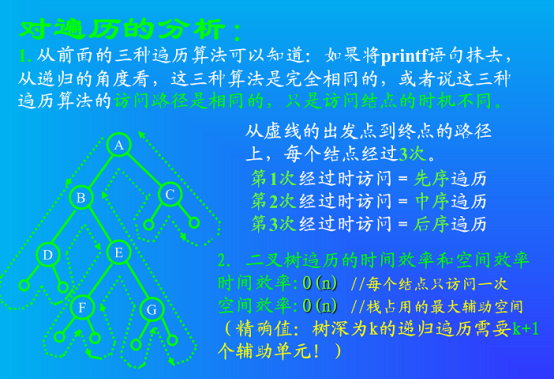 对遍历的分析：
1. 从前面的三种遍历算法可以知道：如果将printf语句抹去，
从递归的角度看，这三种算法是完全相同的，或者说这三种
遍历算法的访问路径是相同的，只是访问结点的时机不同。
从虚线的出发点到终点的路径
上，每个结点经过3次。
第1次经过时访问 = 先序遍历
第2次经过时访问 = 中序遍历
第3次经过时访问 = 后序遍历
A
B
C
D
E
F
G
2. 二叉树遍历的时间效率和空间效率
时间效率:O(n) //每个结点只访问一次
空间效率:O(n) //栈占用的最大辅助空间
（精确值：树深为k的递归遍历需要k+1
个辅助单元！）